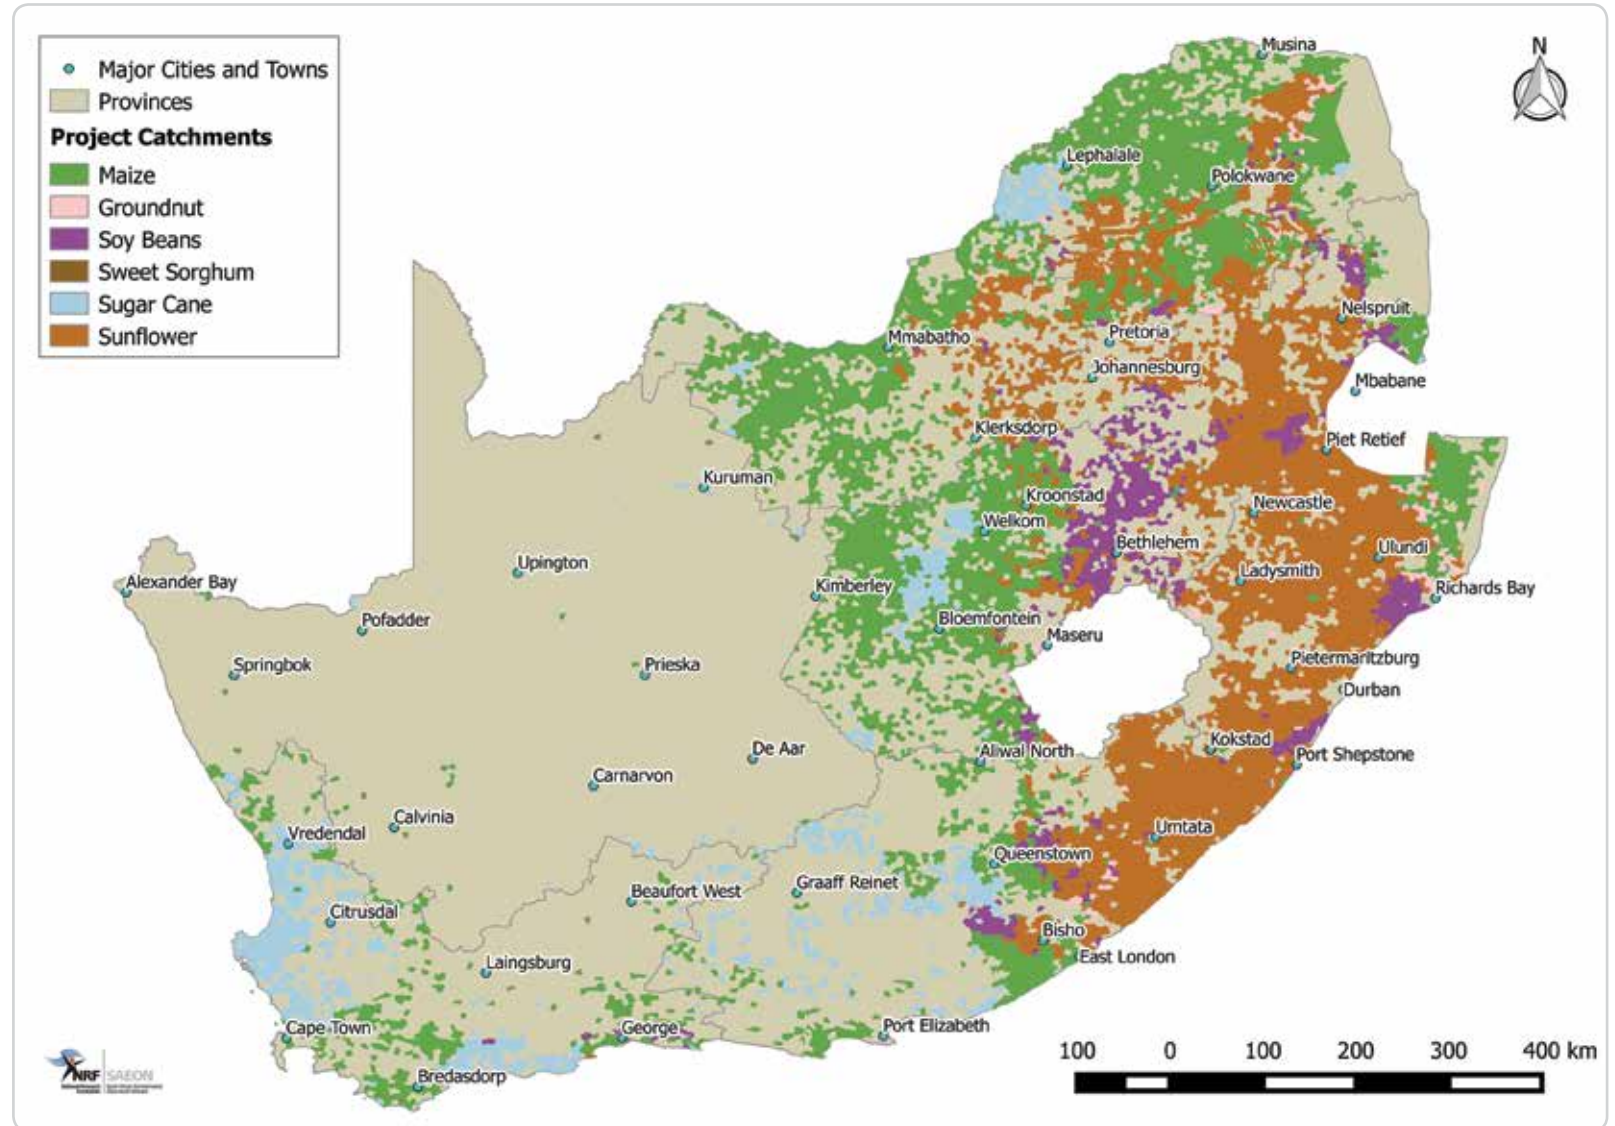 Major Cities and Towns
Provinces
Project Catchments
Maize
Groundnut
Soy Beans
Sweet Sorghum
Sugar Cane
Sunflower
N
Musina
Lephalale
Polokwane
Nelspruit
Mmabatho
Pretoria
Johannesburg
Mbabane
Klerksdorp
Piet Retief
Kuruman
Kroonstad
Newcastle
Welkom
Bethlehem
Ulundi
Upington
Ladysmith
Alexander Bay
Kimberley
Richards Bay
Pofadder
Bloemfontein
Maseru
Springbok
Prieska
Pietermaritzburg
Durban
De Aar
Aliwal North
Kokstad
Port Shepstone
Carnarvon
Calvinia
Vredendal
Umtata
Queenstown
Beaufort West
Graaff Reinet
Citrusdal
Bisho
Laingsburg
East London
Cape Town
George
Port Elizabeth
Bredasdorp
100 0 100 200 300 400 km
NRF SAEON